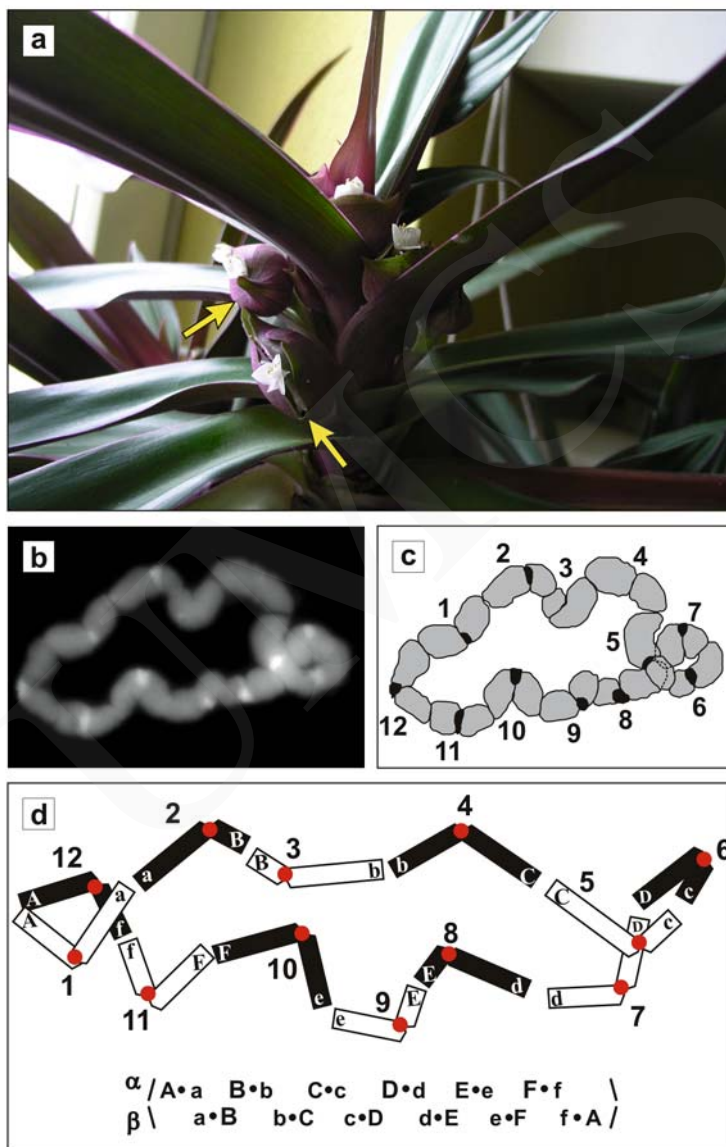 a
b
c
2 3 4
1 7
5
12 11 10 9 8 6
d
2 4 6
12 B B 3 b b C C 5 D c
A a a D c
A f
1 f F F 8
11 10 E d d 7
e e 9 E
α / A•a B•b C•c D•d E•e F•f \
β \ a•B b•C c•D d•E e•F f•A /
UMCS